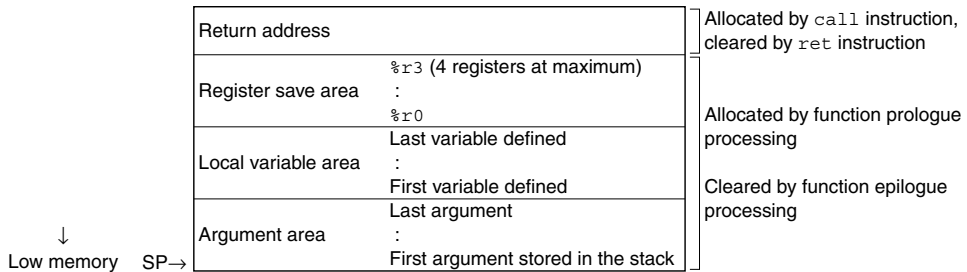 Return address
Allocated by call instruction,
cleared by ret instruction
%r3 (4 registers at maximum)
Register save area :
%r0
Allocated by function prologue
processing
Last variable defined
Local variable area :
First variable defined
Cleared by function epilogue
processing
Last argument
Argument area :
First argument stored in the stack
↓
Low memory SP→